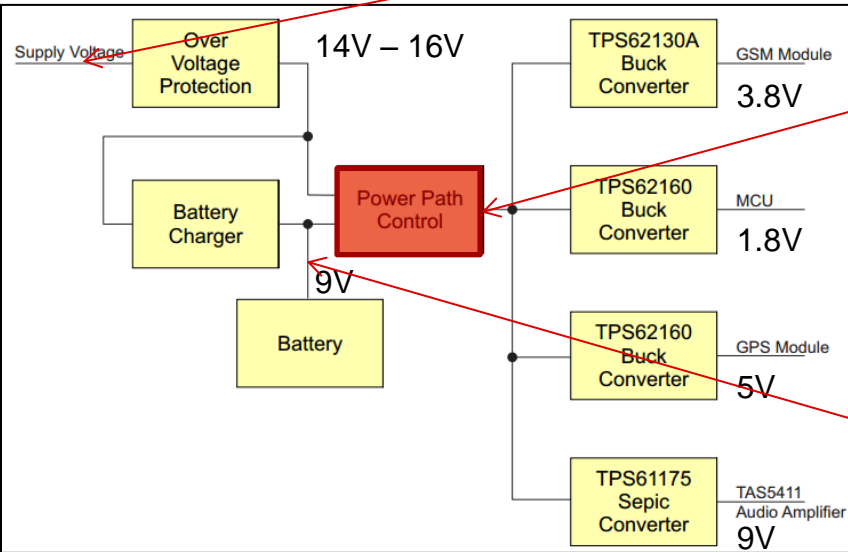 Supply Voltage
Over
Voltage
Protection
14V – 16V
TPS62130A
Buck
Converter
GSM Module
3.8V
Battery
Charger
Power Path
Control
TPS62160
Buck
Converter
MCU
1.8V
9V
Battery
TPS62160
Buck
Converter
GPS Module
5V
TPS61175
Sepic
Converter
TAS5411
Audio Amplifier
9V